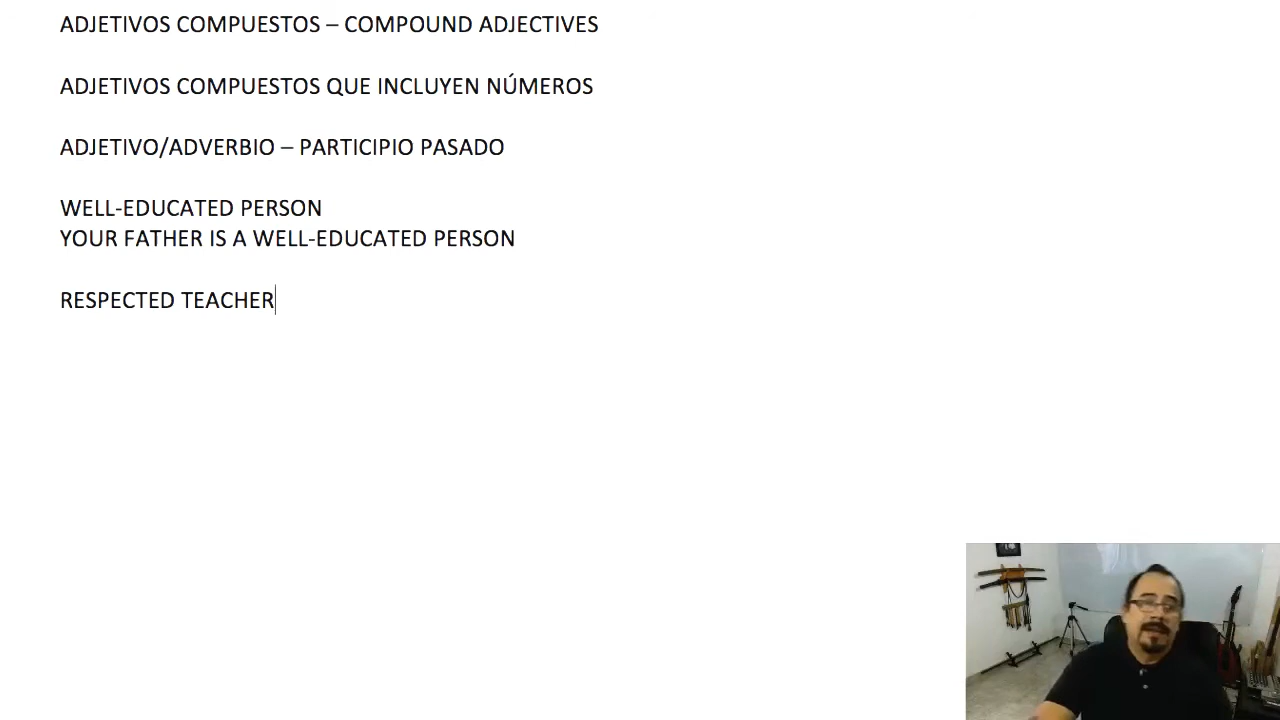 ADJETIVOS COMPUESTOS – COMPOUND ADJECTIVES
ADJETIVOS COMPUESTOS QUE INCLUYEN NÚMEROS
ADJETIVO/ADVERBIO – PARTICIPIO PASADO
WELL-EDUCATED PERSON
YOUR FATHER IS A WELL-EDUCATED PERSON
RESPECTED TEACHER